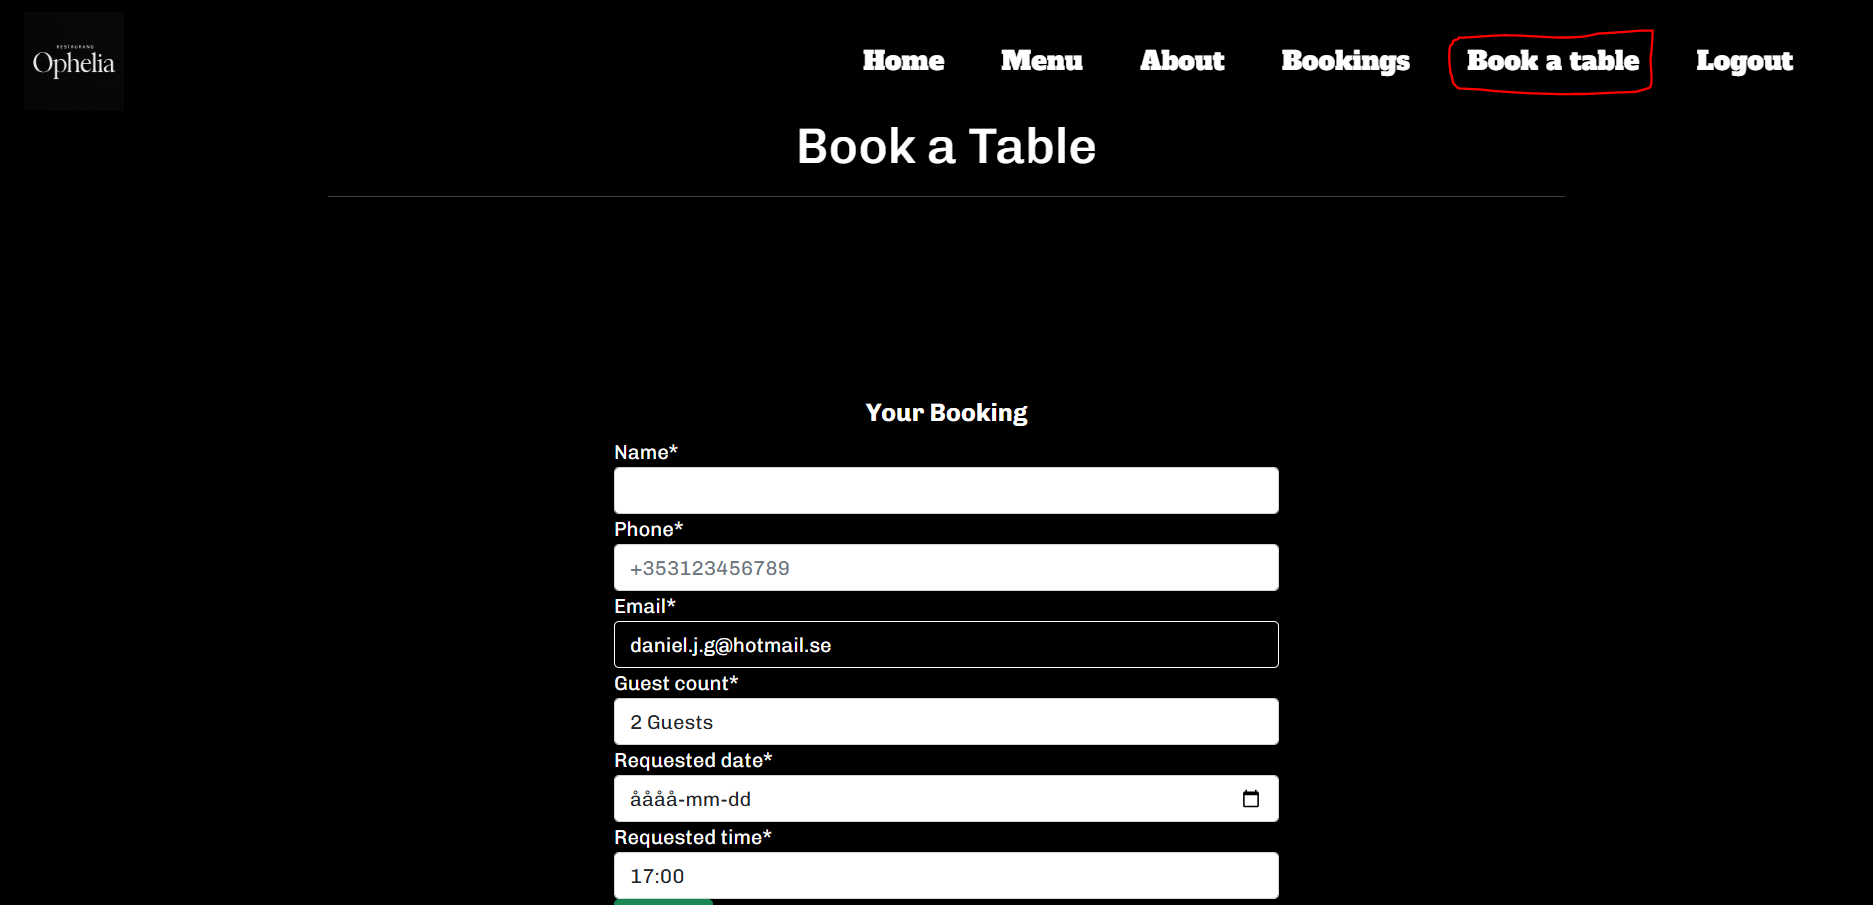 RESTAURANG
Ophelia
Home Menu About Bookings Book a table Logout
Book a Table
Your Booking
Name*
Phone*
+353123456789
Email*
daniel.j.g@hotmail.se
Guest count*
2 Guests
Requested date*
åååå-mm-dd
Requested time*
17:00